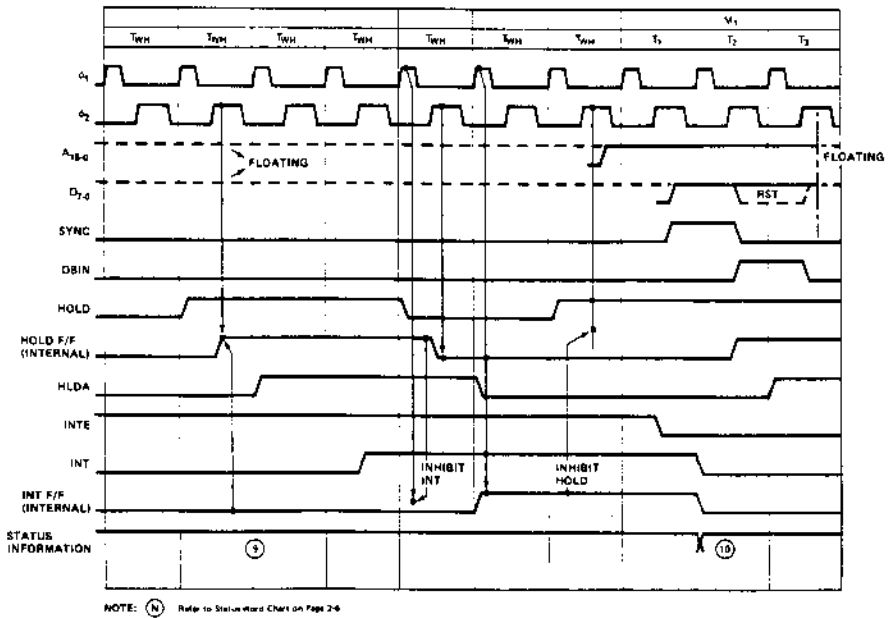 M1
TWH TWH TWH TWH TWH TWH TWH T1 T2 T3
φ1
φ2
A15-0
FLOATING
FLOATING
D7-0
RST
SYNC
DBIN
HOLD
HOLD F/F
(INTERNAL)
HLDA
INTE
INT
INHIBIT
INT
INHIBIT
HOLD
INT F/F
(INTERNAL)
STATUS
INFORMATION
9
10
NOTE: N Refer to Status Word Chart on Page 2-6